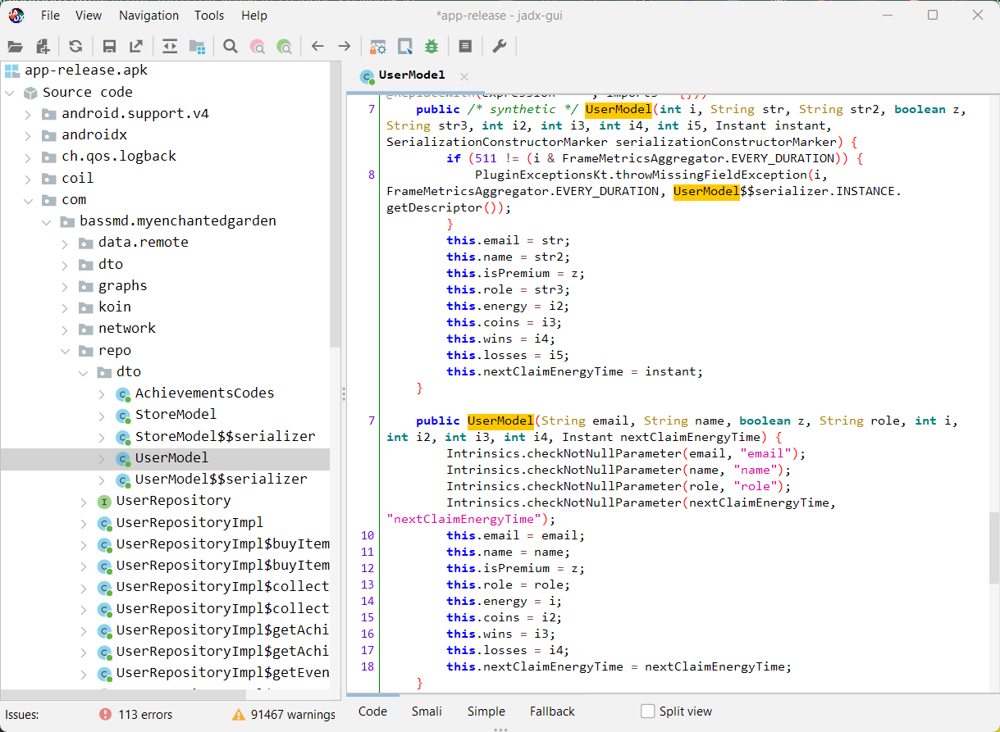 File View Navigation Tools Help *app-release - jadx-gui
app-release.apk
Source code
android.support.v4
androidx
ch.qos.logback
coil
com
bassmd.myenchantedgarden
data.remote
dto
graphs
koin
network
repo
dto
AchievementsCodes
StoreModel
StoreModel$$serializer
UserModel
UserModel$$serializer
UserRepository
UserRepositoryImpl
UserRepositoryImpl$buyItem
UserRepositoryImpl$buyItem
UserRepositoryImpl$collect
UserRepositoryImpl$collect
UserRepositoryImpl$getAchi
UserRepositoryImpl$getAchi
UserRepositoryImpl$getEven
UserModel
7 public /* synthetic */ UserModel(int i, String str, String str2, boolean z,
String str3, int i2, int i3, int i4, int i5, Instant instant,
SerializationConstructorMarker serializationConstructorMarker) {
if (511 != (i & FrameMetricsAggregator.EVERY_DURATION)) {
8 PluginExceptionsKt.throwMissingFieldException(i,
FrameMetricsAggregator.EVERY_DURATION, UserModel$$serializer.INSTANCE.
getDescriptor());
}
this.email = str;
this.name = str2;
this.isPremium = z;
this.role = str3;
this.energy = i2;
this.coins = i3;
this.wins = i4;
this.losses = i5;
this.nextClaimEnergyTime = instant;
}
7 public UserModel(String email, String name, boolean z, String role, int i,
int i2, int i3, int i4, Instant nextClaimEnergyTime) {
Intrinsics.checkNotNullParameter(email, "email");
Intrinsics.checkNotNullParameter(name, "name");
Intrinsics.checkNotNullParameter(role, "role");
Intrinsics.checkNotNullParameter(nextClaimEnergyTime,
"nextClaimEnergyTime");
10 this.email = email;
11 this.name = name;
12 this.isPremium = z;
13 this.role = role;
14 this.energy = i;
15 this.coins = i2;
16 this.wins = i3;
17 this.losses = i4;
18 this.nextClaimEnergyTime = nextClaimEnergyTime;
}
Issues: 113 errors 91467 warnings
Code Smali Simple Fallback Split view